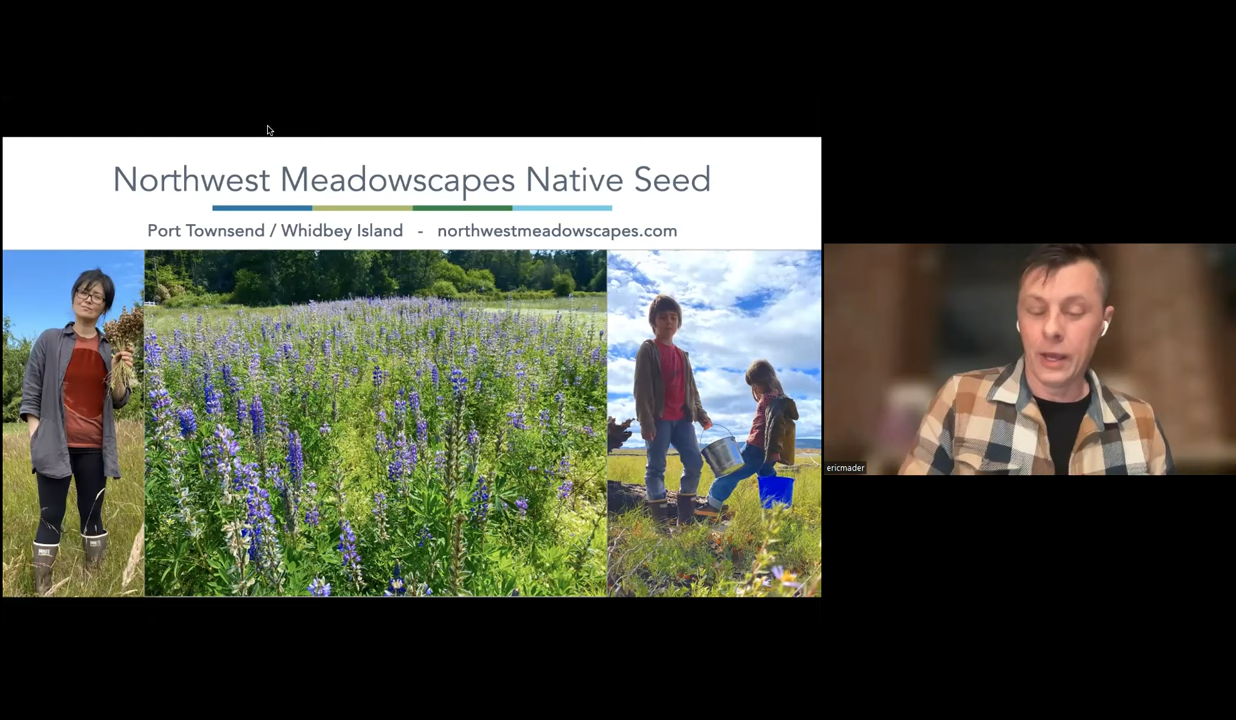 Northwest Meadowscapes Native Seed
Port Townsend / Whidbey Island - northwestmeadowscapes.com
ericmader